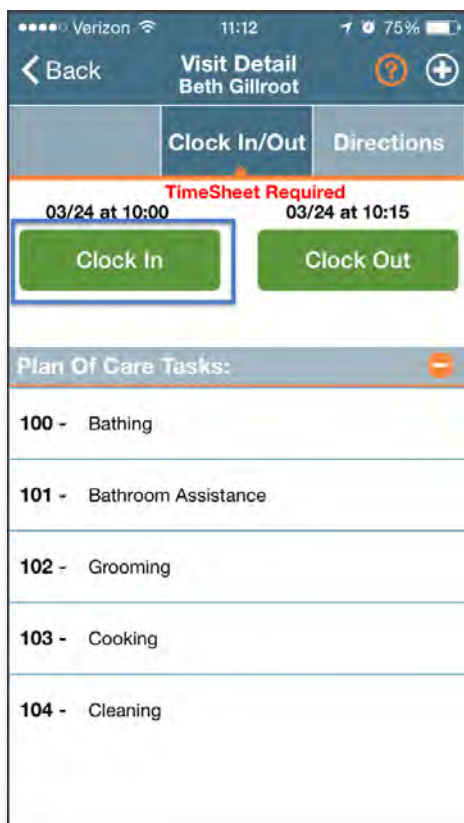 Verizon 11:12 75%
Back Visit Detail
Beth Gillroot
?
Clock In/Out Directions
TimeSheet Required
03/24 at 10:00 03/24 at 10:15
Clock In Clock Out
Plan Of Care Tasks:
100 - Bathing
101 - Bathroom Assistance
102 - Grooming
103 - Cooking
104 - Cleaning